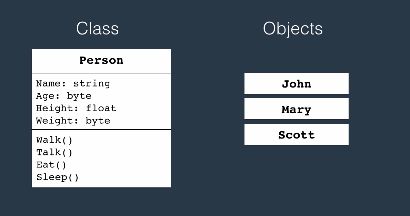 Class
Person
Name: string
Age: byte
Height: float
Weight: byte
Walk()
Talk()
Eat()
Sleep()
Objects
John
Mary
Scott